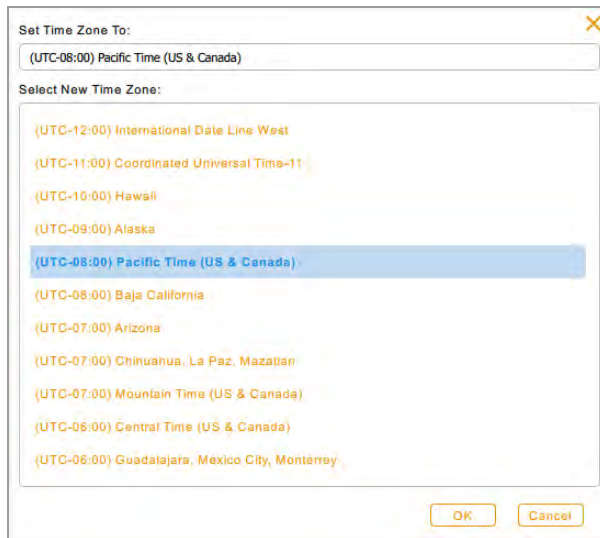 Set Time Zone To:
(UTC-08:00) Pacific Time (US & Canada)
Select New Time Zone:
(UTC-12:00) International Date Line West
(UTC-11:00) Coordinated Universal Time-11
(UTC-10:00) Hawaii
(UTC-09:00) Alaska
(UTC-08:00) Pacific Time (US & Canada)
(UTC-08:00) Baja California
(UTC-07:00) Arizona
(UTC-07:00) Chihuahua, La Paz, Mazatlan
(UTC-07:00) Mountain Time (US & Canada)
(UTC-06:00) Central Time (US & Canada)
(UTC-06:00) Guadalajara, Mexico City, Monterrey
OK Cancel